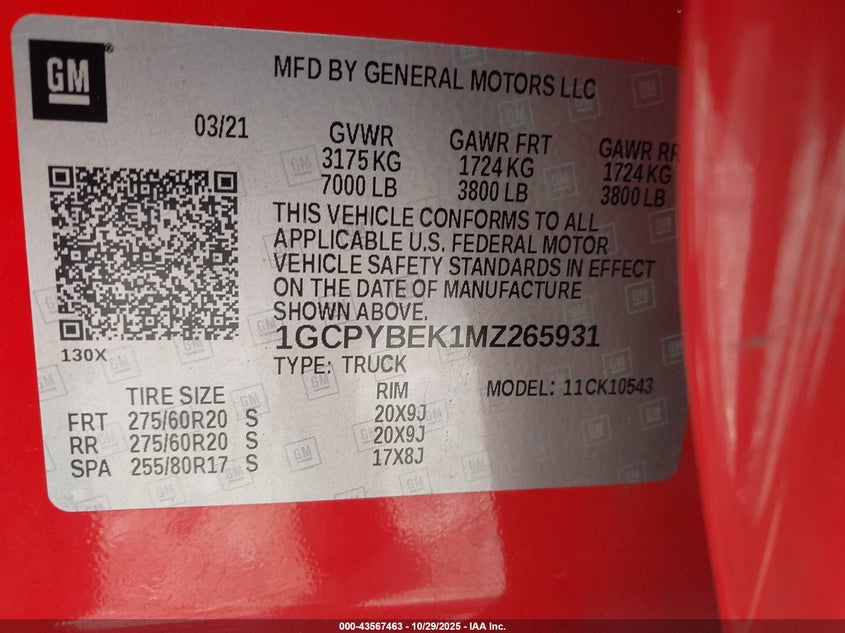 GM
MFD BY GENERAL MOTORS LLC
03/21
GVWR GAWR FRT GAWR RR
3175 KG 1724 KG 1724 KG
7000 LB 3800 LB 3800 LB
THIS VEHICLE CONFORMS TO ALL
APPLICABLE U.S. FEDERAL MOTOR
VEHICLE SAFETY STANDARDS IN EFFECT
ON THE DATE OF MANUFACTURE
SHOWN ABOVE.
1GCPYBEK1MZ265931
130X
TYPE: TRUCK
TIRE SIZE RIM MODEL: 11CK10543
FRT 275/60R20 S 20X9J
RR 275/60R20 S 20X9J
SPA 255/80R17 S 17X8J
000-43567463 - 10/29/2025 - IAA Inc.